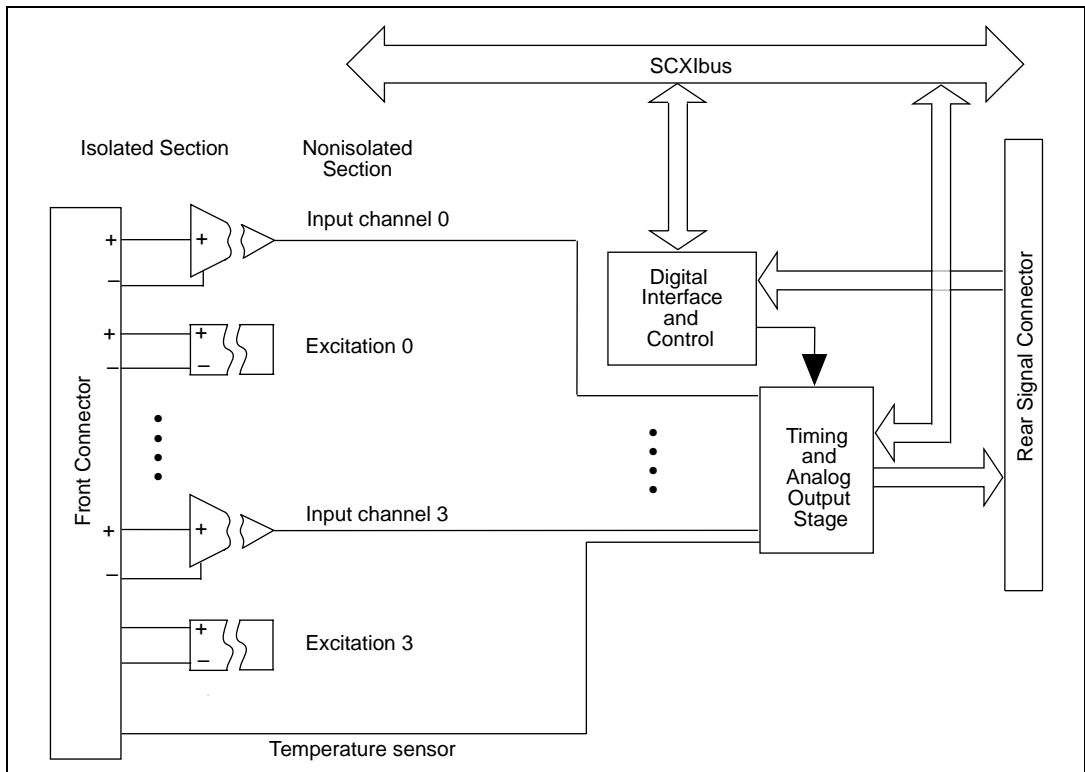 SCXIbus
Isolated Section
Nonisolated
Section
Input channel 0
+
+
−
Digital
Interface
and
Control
+
+
−
−
Excitation 0
Front Connector
Rear Signal Connector
Timing
and
Analog
Output
Stage
Input channel 3
+
+
−
+
−
Excitation 3
Temperature sensor